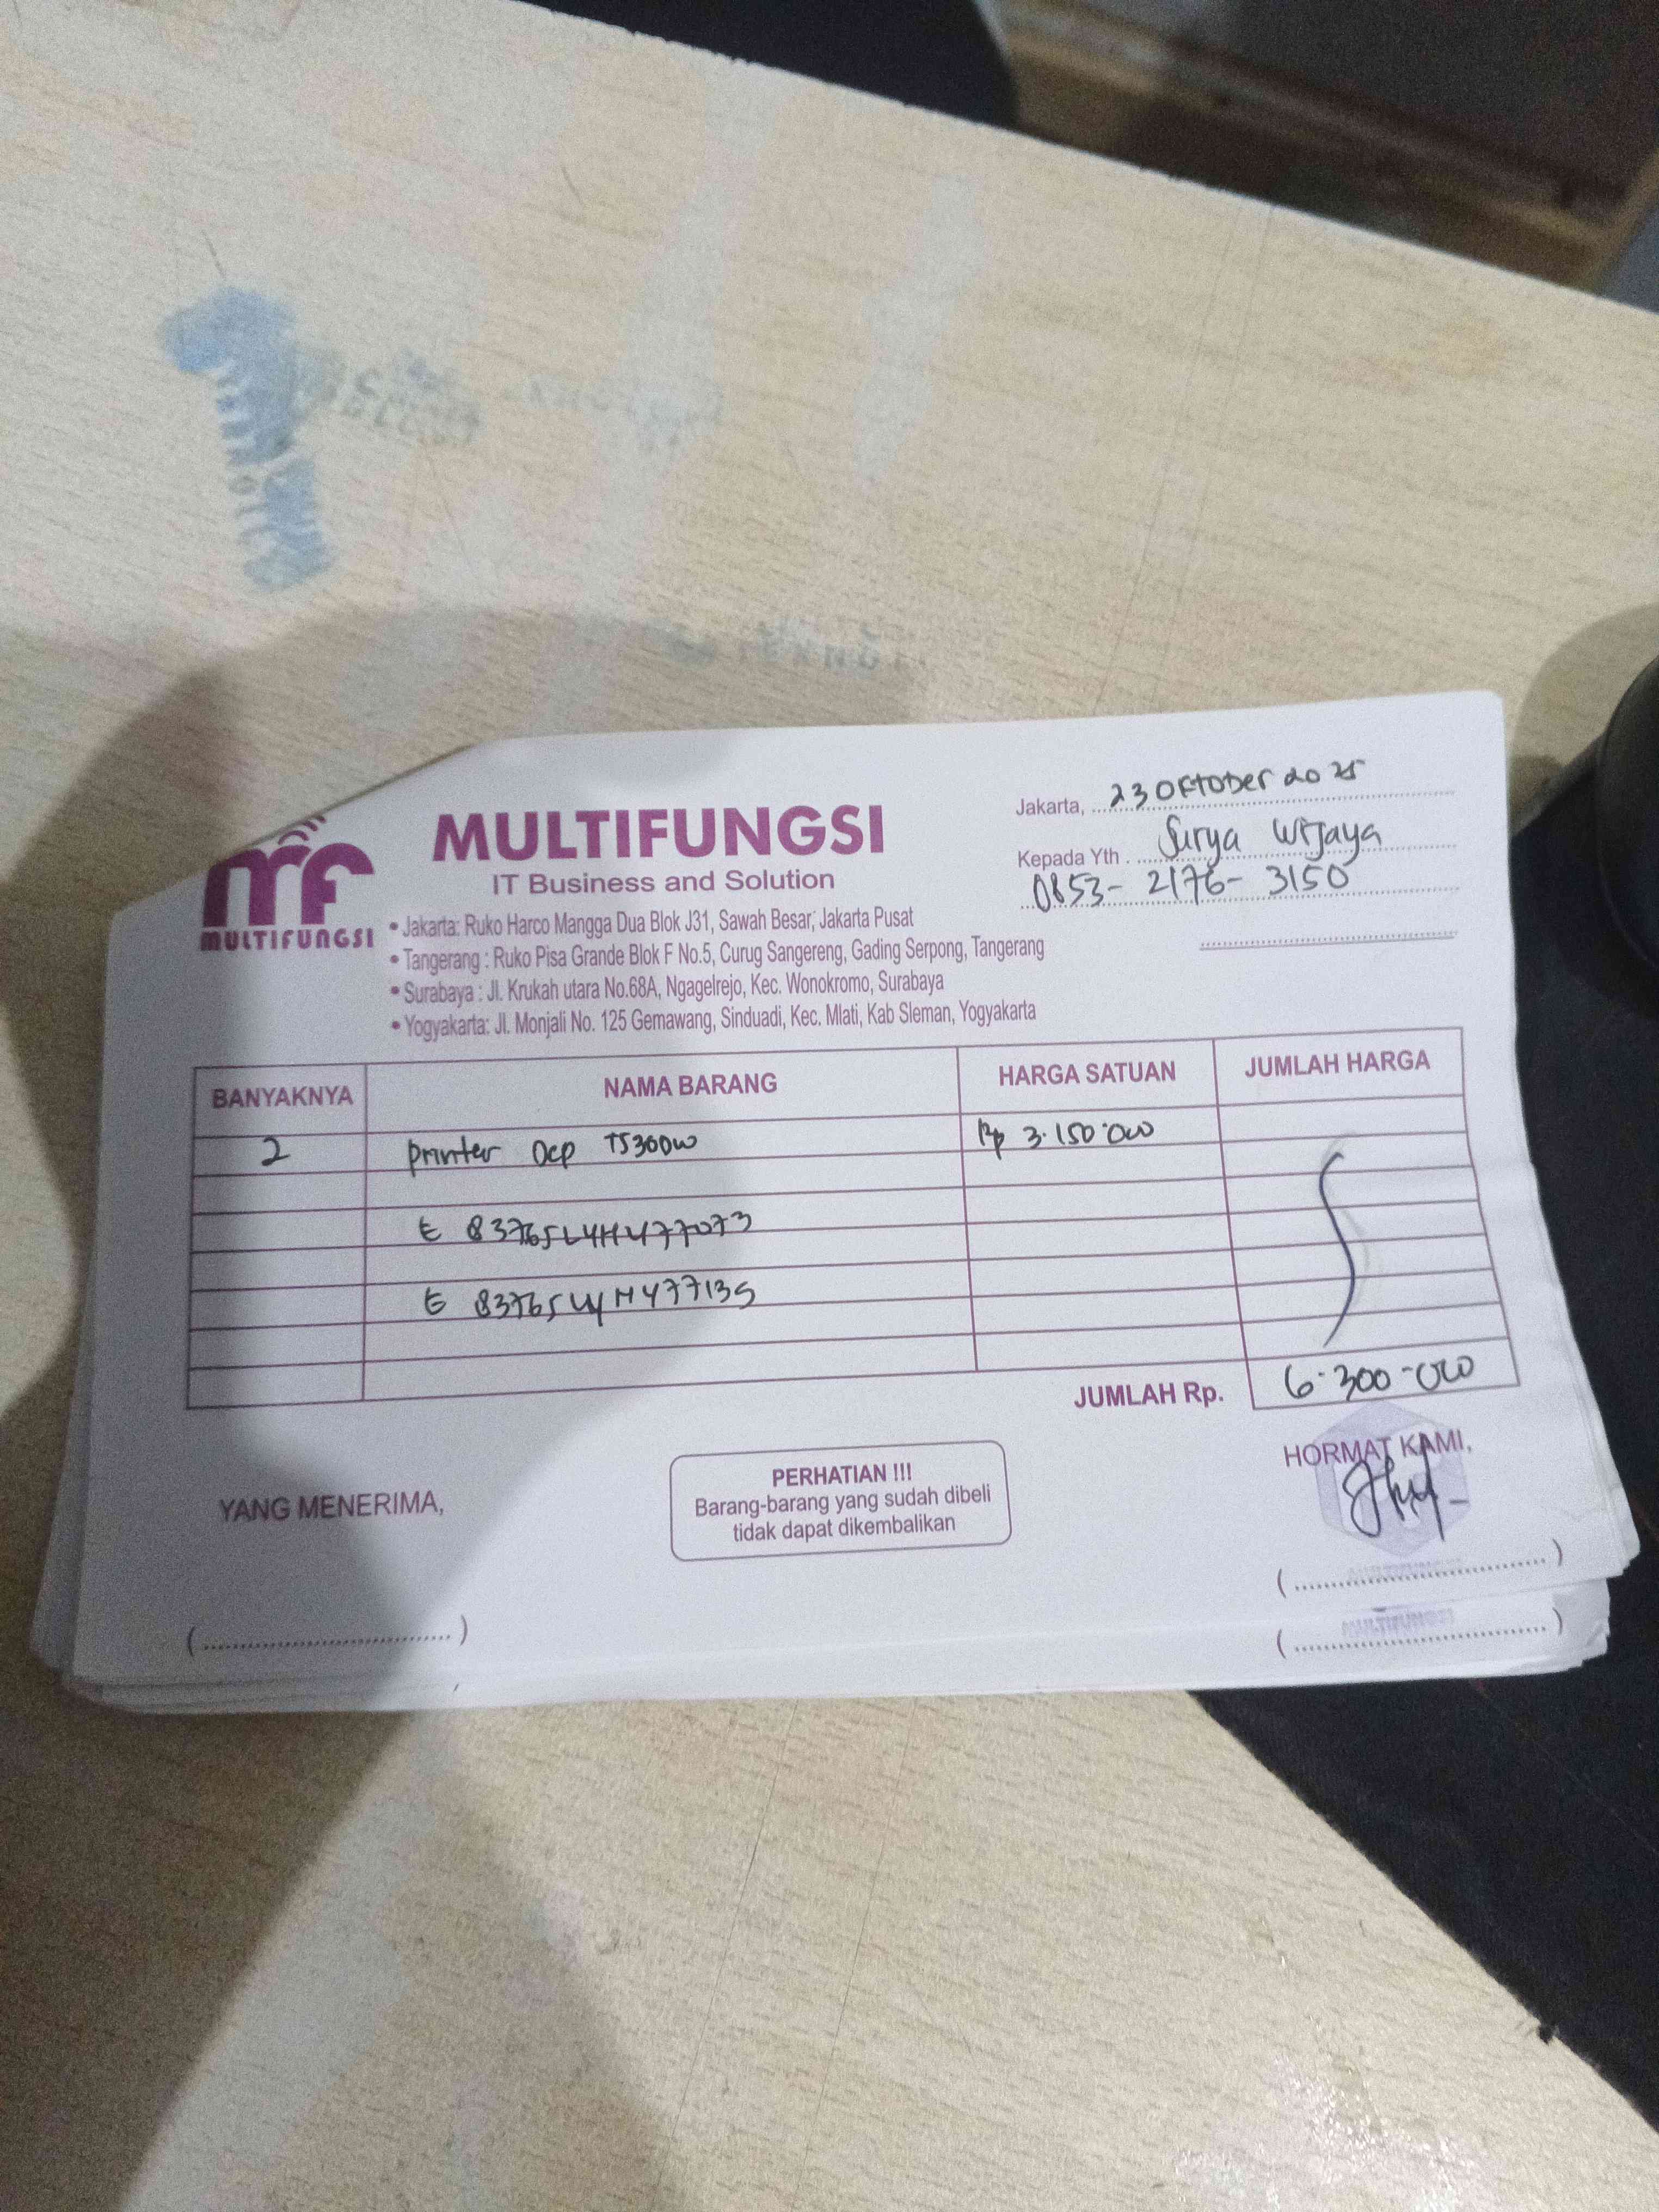 MULTIFUNGSI
MULTIFUNGSI
IT Business and Solution
• Jakarta: Ruko Harco Mangga Dua Blok J31, Sawah Besar, Jakarta Pusat
• Tangerang : Ruko Pisa Grande Blok F No.5, Curug Sangereng, Gading Serpong, Tangerang
• Surabaya : Jl. Krukah utara No.68A, Ngagelrejo, Kec. Wonokromo, Surabaya
• Yogyakarta: Jl. Monjali No. 125 Gemawang, Sinduadi, Kec. Mlati, Kab Sleman, Yogyakarta
Jakarta, 23 Oktober 2025
Kepada Yth . Surya Wijaya
0853- 2176- 3150
BANYAKNYA NAMA BARANG HARGA SATUAN JUMLAH HARGA
2 Printer Dcp T5300w Rp 3.150.000
E 83765L4H477073
E 83765L4H477135
JUMLAH Rp. 6.300.000
YANG MENERIMA,
PERHATIAN !!!
Barang-barang yang sudah dibeli
tidak dapat dikembalikan
HORMAT KAMI,
MULTIFUNGSI